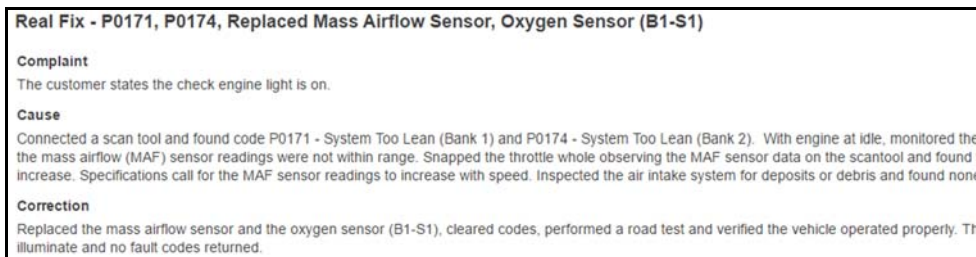 Real Fix - P0171, P0174, Replaced Mass Airflow Sensor, Oxygen Sensor (B1-S1)
Complaint
The customer states the check engine light is on.
Cause
Connected a scan tool and found code P0171 - System Too Lean (Bank 1) and P0174 - System Too Lean (Bank 2). With engine at idle, monitored the
the mass airflow (MAF) sensor readings were not within range. Snapped the throttle whole observing the MAF sensor data on the scantool and found
increase. Specifications call for the MAF sensor readings to increase with speed. Inspected the air intake system for deposits or debris and found none
Correction
Replaced the mass airflow sensor and the oxygen sensor (B1-S1), cleared codes, performed a road test and verified the vehicle operated properly. Th
illuminate and no fault codes returned.